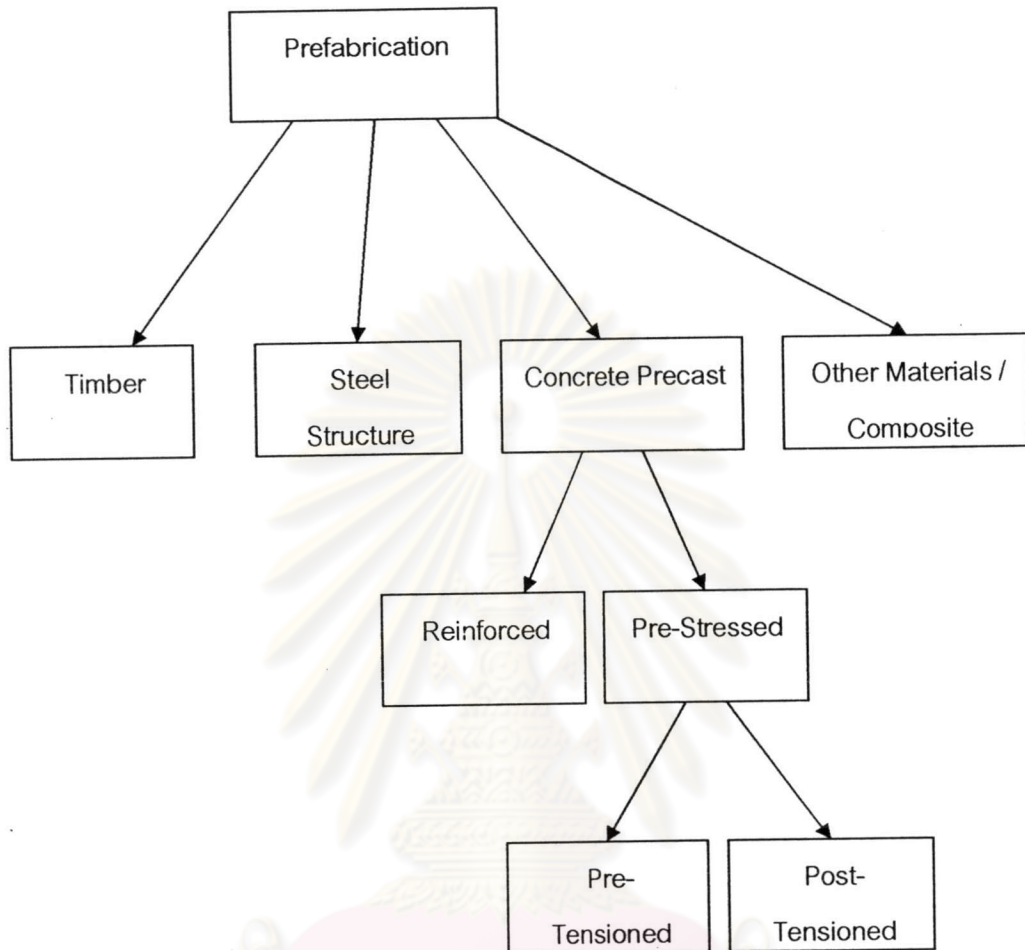 Prefabrication
Timber
Steel
Structure
Concrete Precast
Other Materials /
Composite
Reinforced
Pre-Stressed
Pre-
Tensioned
Post-
Tensioned